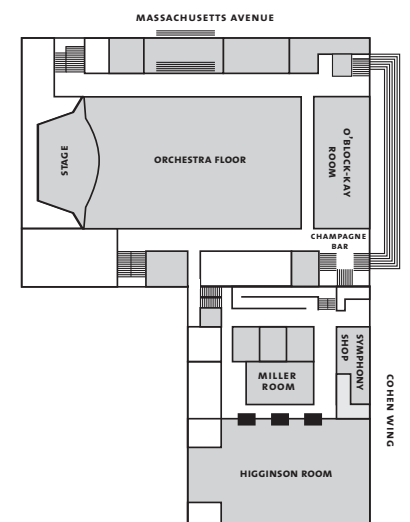 MASSACHUSETTS AVENUE
STAGE
ORCHESTRA FLOOR
O'BLOCK-KAY
ROOM
CHAMPAGNE
BAR
MILLER
ROOM
SYMPHONY
SHOP
COHEN WING
HIGGINSON ROOM